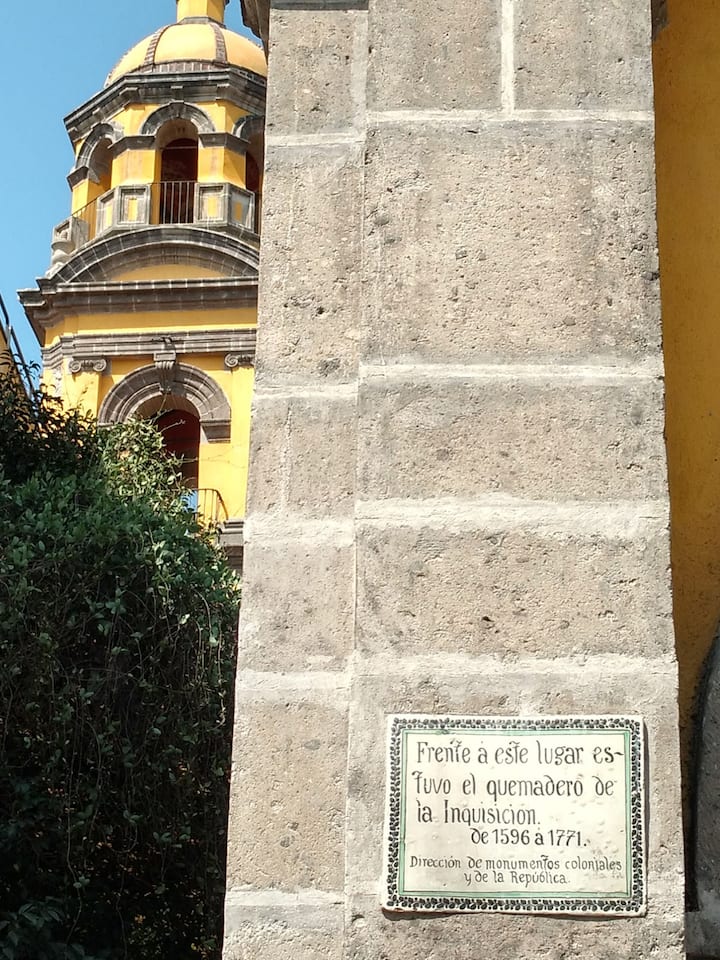 Frente á este lugar es-
tuvo el quemadero de
la Inquisición.
de 1596 á 1771.
Dirección de monumentos coloniales
y de la República.